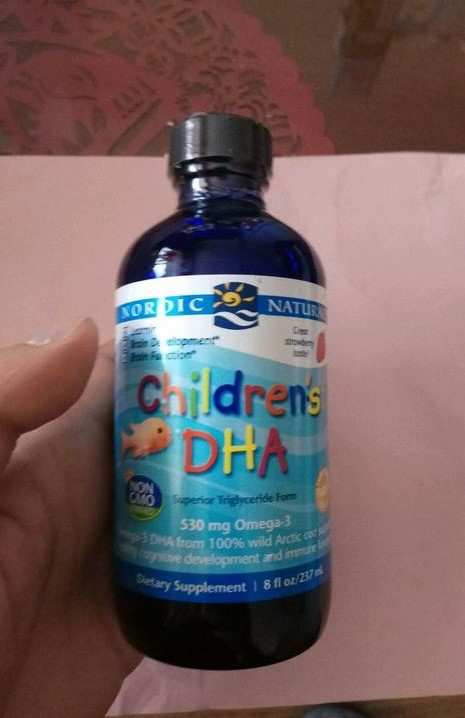 NORDIC NATURA
Great
strawberry
taste!
Brain Development*
Brain Function*
Children's
DHA
NON
GMO
Superior Triglyceride Form
530 mg Omega-3
DHA from 100% wild Arctic cod
cognitive development and immune
Dietary Supplement | 8 fl oz/237 mL